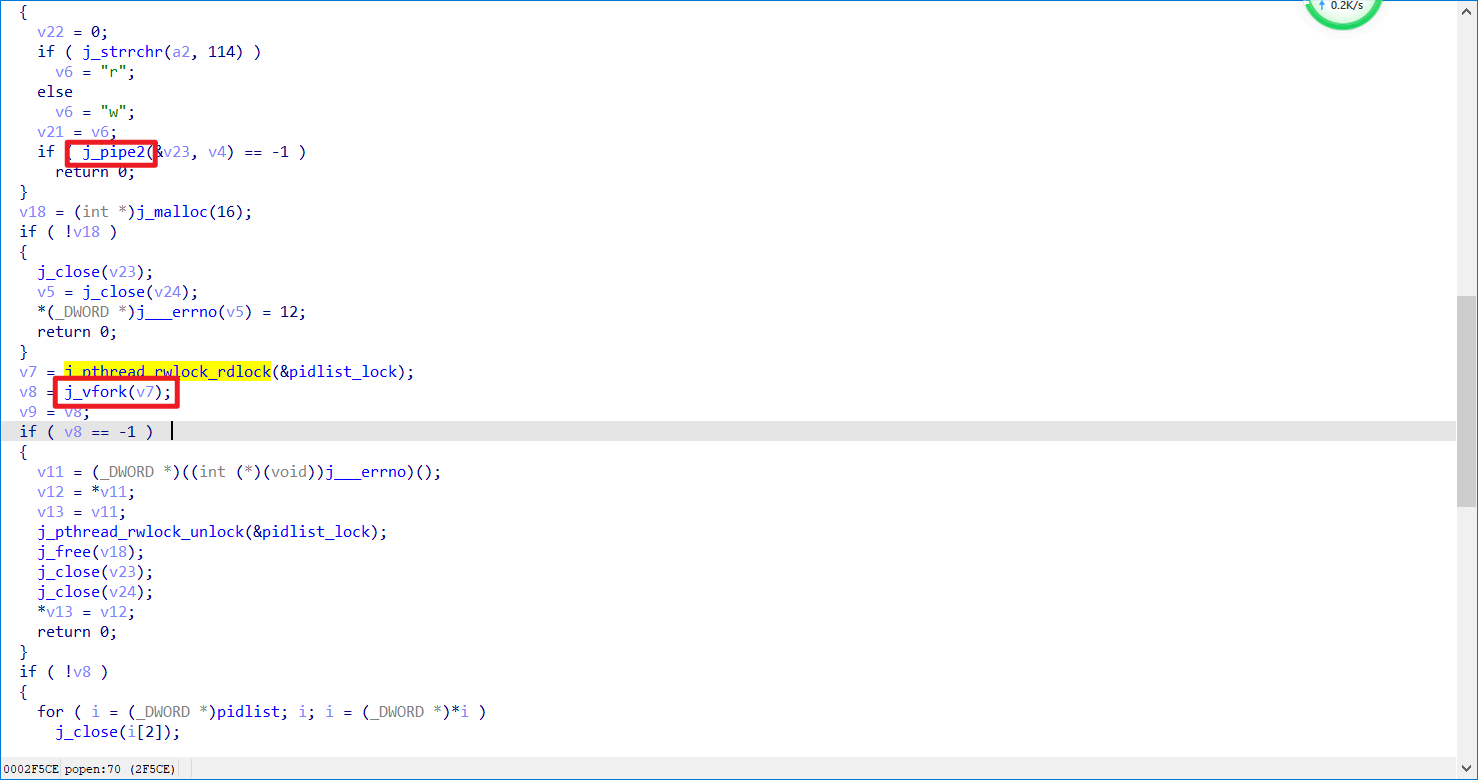 ↑ 0.2K/s
{
v22 = 0;
if ( j_strrchr(a2, 114) )
v6 = "r";
else
v6 = "w";
v21 = v6;
if ( j_pipe2(&v23, v4) == -1 )
return 0;
}
v18 = (int *)j_malloc(16);
if ( !v18 )
{
j_close(v23);
v5 = j_close(v24);
*(_DWORD *)j___errno(v5) = 12;
return 0;
}
v7 = j_pthread_rwlock_rdlock(&pidlist_lock);
v8 = j_vfork(v7);
v9 = v8;
if ( v8 == -1 )
{
v11 = (_DWORD *)((int (*)(void))j___errno)();
v12 = *v11;
v13 = v11;
j_pthread_rwlock_unlock(&pidlist_lock);
j_free(v18);
j_close(v23);
j_close(v24);
*v13 = v12;
return 0;
}
if ( !v8 )
{
for ( i = (_DWORD *)pidlist; i; i = (_DWORD *)*i )
j_close(i[2]);
0002F5CE popen:70 (2F5CE)